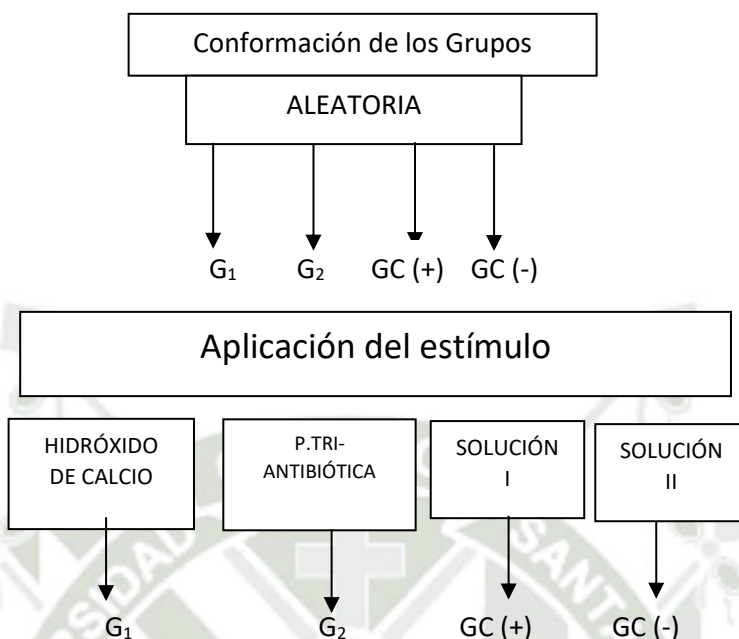 Conformación de los Grupos
ALEATORIA
G₁ G₂ GC (+) GC (-)
Aplicación del estímulo
HIDRÓXIDO
DE CALCIO
P.TRI-
ANTIBIÓTICA
SOLUCIÓN
I
SOLUCIÓN
II
G₁ G₂ GC (+) GC (-)